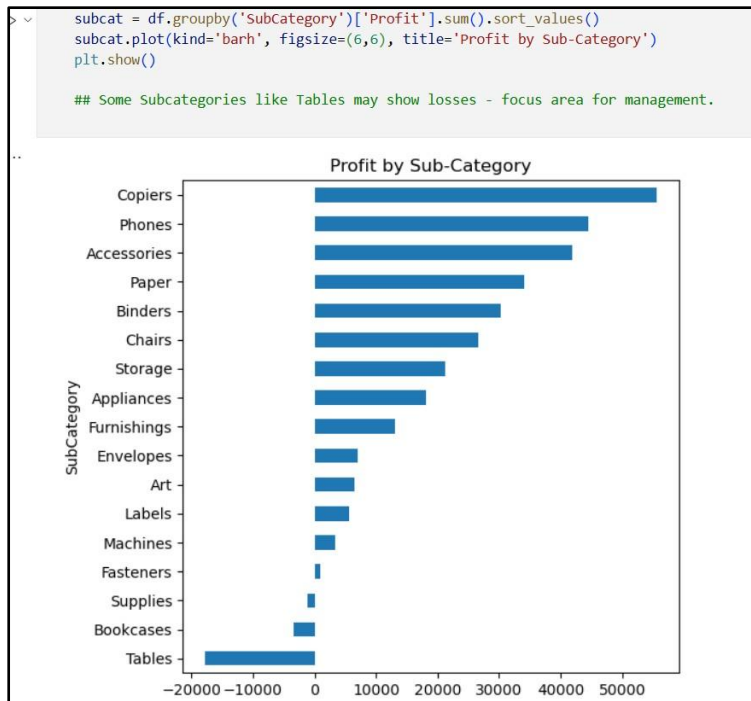 subcat = df.groupby('SubCategory')['Profit'].sum().sort_values()
subcat.plot(kind='barh', figsize=(6,6), title='Profit by Sub-Category')
plt.show()
## Some Subcategories like Tables may show losses - focus area for management.
Profit by Sub-Category
Copiers
Phones
Accessories
Paper
Binders
Chairs
Storage
Appliances
Furnishings
Envelopes
Art
Labels
Machines
Fasteners
Supplies
Bookcases
Tables
SubCategory
−20000 −10000 0 10000 20000 30000 40000 50000